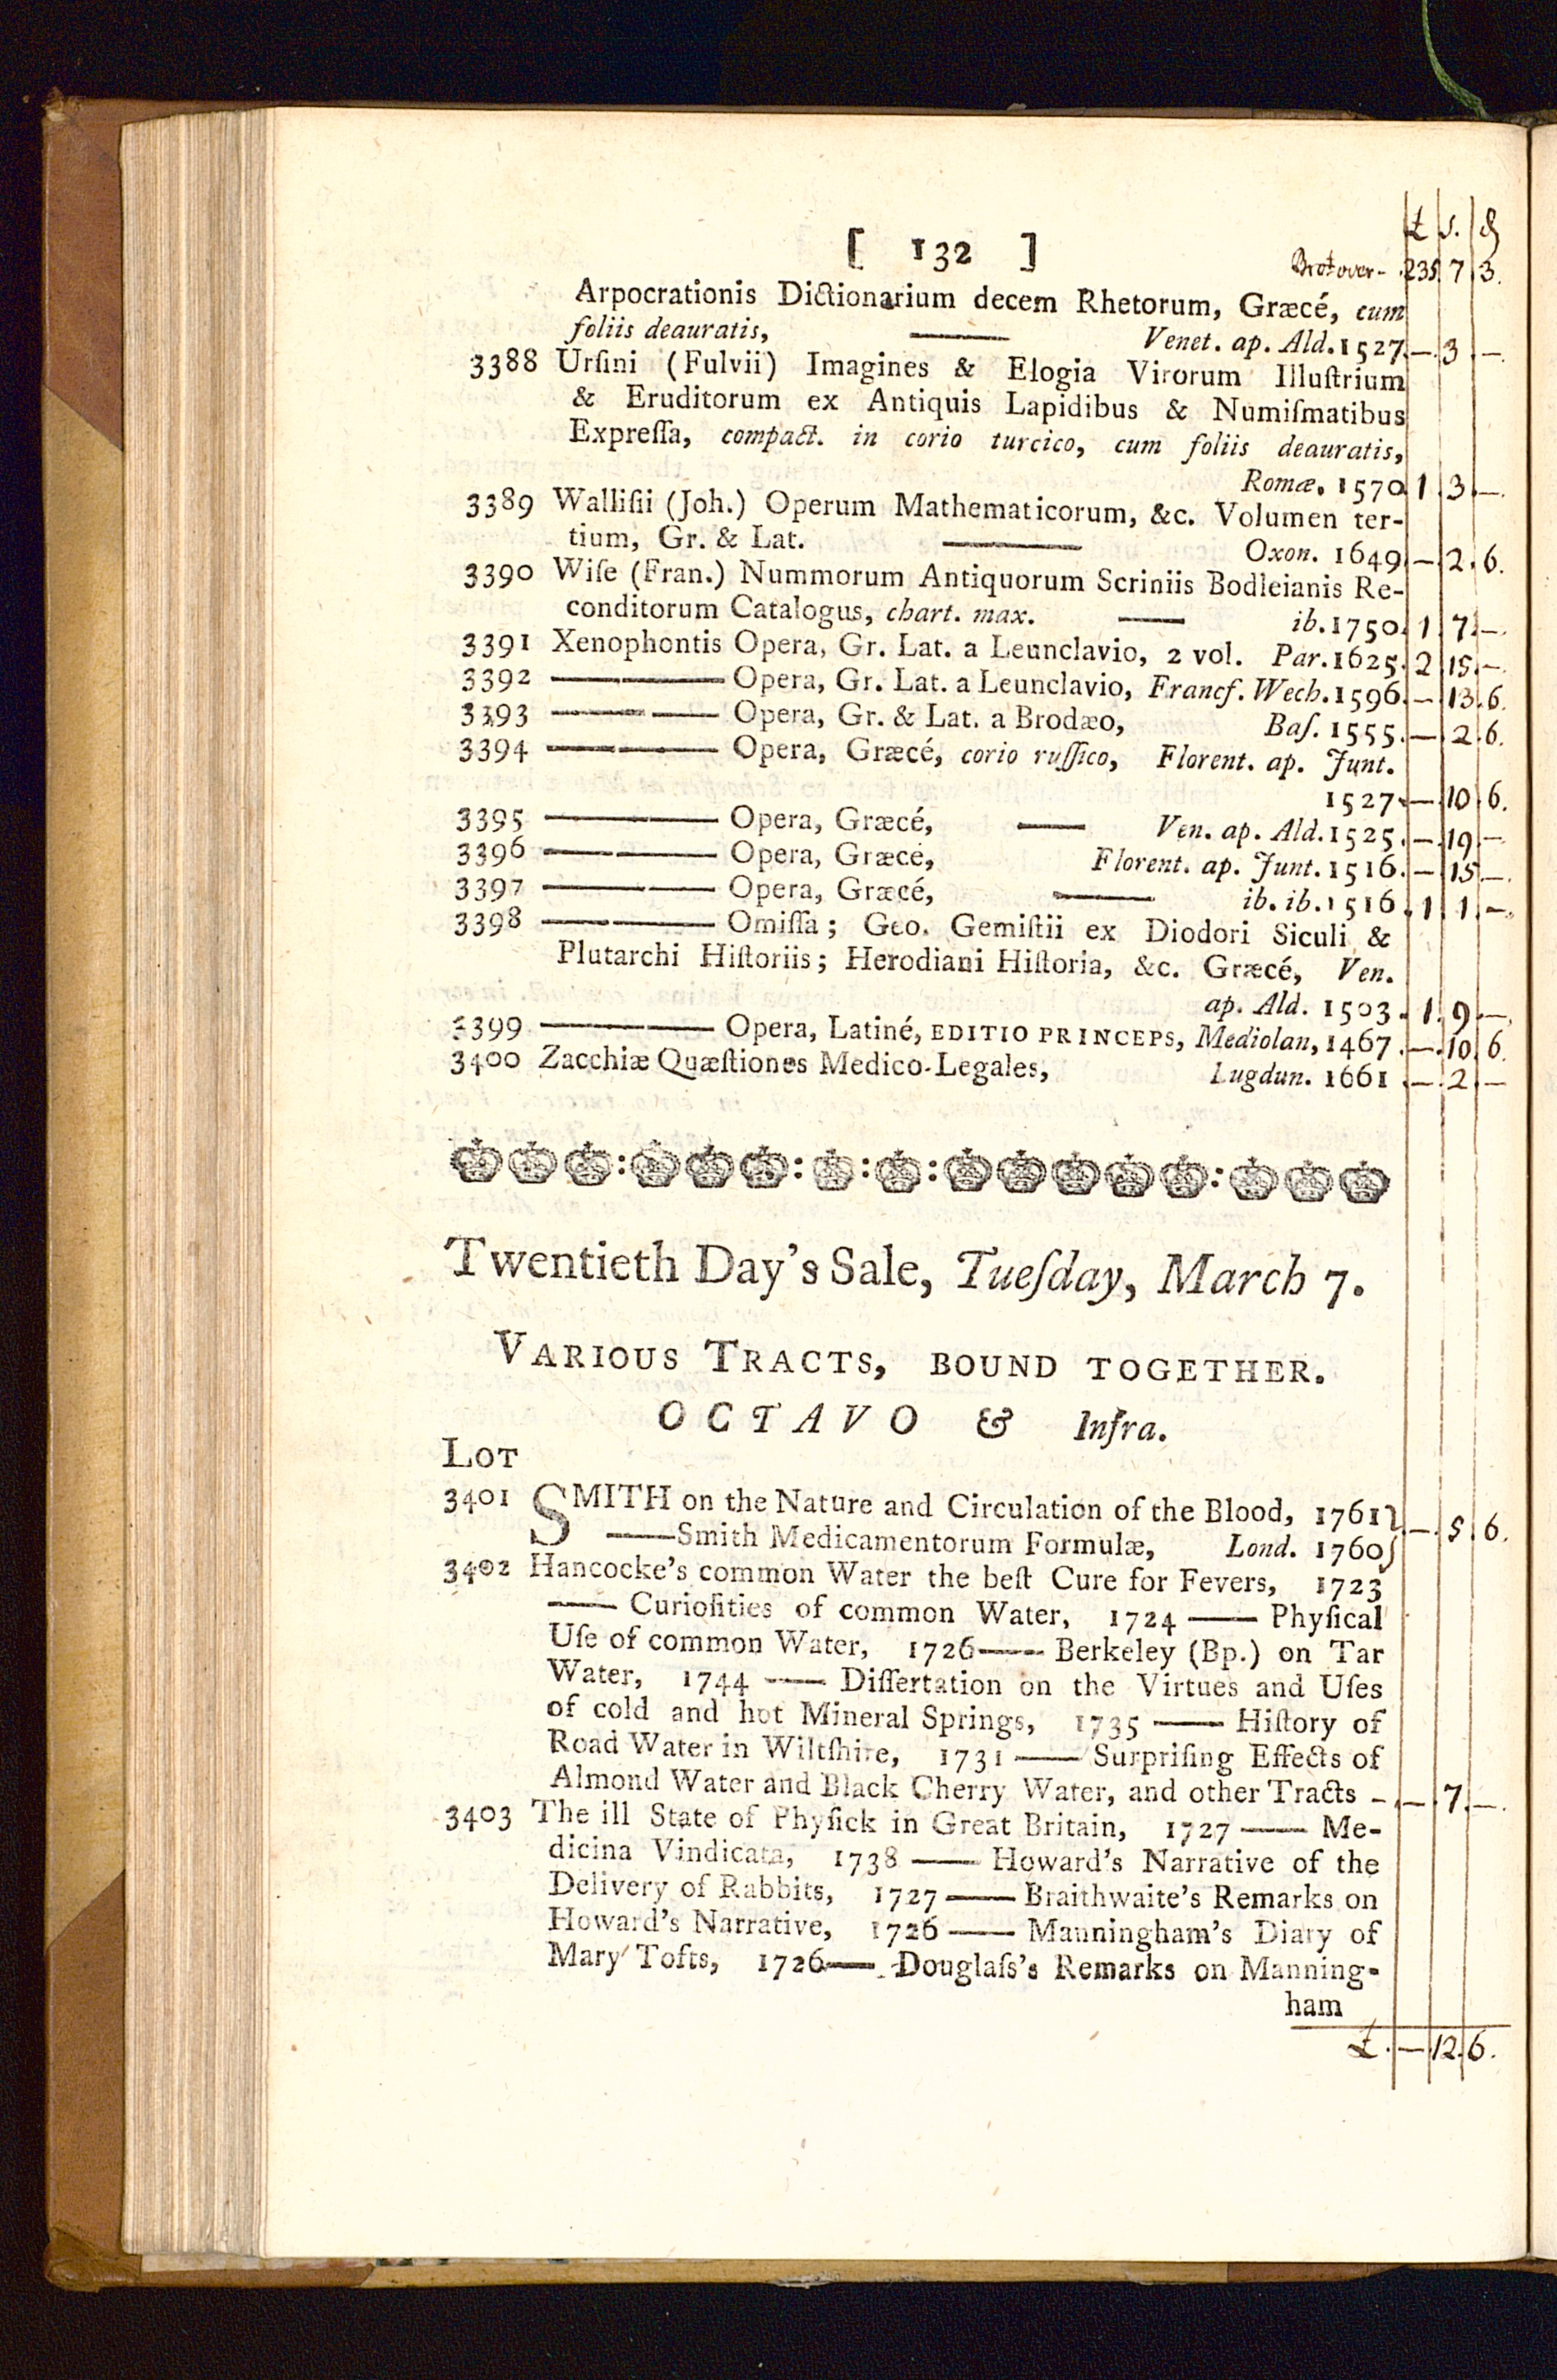 £ s. d
[ 132 ]
Brot over - 235 7 3.
Arpocrationis Dictionarium decem Rhetorum, Græcé, cum
foliis deauratis, —— Venet. ap. Ald. 1527. — 3 —
3388 Urſini (Fulvii) Imagines & Elogia Virorum Illuſtrium
& Eruditorum ex Antiquis Lapidibus & Numiſmatibus
Expreſſa, compact. in corio turcico, cum foliis deauratis,
Romæ, 1570 1 3 —.
3389 Walliſii (Joh.) Operum Mathematicorum, &c. Volumen ter-
tium, Gr. & Lat. —— Oxon. 1649 — 2. 6.
3390 Wiſe (Fran.) Nummorum Antiquorum Scriniis Bodleianis Re-
conditorum Catalogus, chart. max. —— ib. 1750. 1 7. —.
3391 Xenophontis Opera, Gr. Lat. a Leunclavio, 2 vol. Par. 1625. 2 15. —.
3392 —— Opera, Gr. Lat. a Leunclavio, Francf. Wech. 1596. — 13. 6.
3393 —— Opera, Gr. & Lat. a Brodæo, Baſ. 1555. — 2. 6.
3394 —— Opera, Græcé, corio ruſſico, Florent. ap. Junt.
1527. — 10. 6.
3395 —— Opera, Græcé, —— Ven. ap. Ald. 1525. — 19 —
3396 —— Opera, Græcé, Florent. ap. Junt. 1516. — 15 —.
3397 —— Opera, Græcé, —— ib. ib. 1516. 1 1. —.
3398 —— Omiſſa; Geo. Gemiſtii ex Diodori Siculi &
Plutarchi Hiſtoriis; Herodiani Hiſtoria, &c. Græcé, Ven.
ap. Ald. 1503. 1. 9. —.
3399 —— Opera, Latiné, EDITIO PRINCEPS, Mediolan, 1467. — 10. 6.
3400 Zacchiæ Quæſtiones Medico-Legales, Lugdun. 1661. — 2. —
Twentieth Day's Sale, Tueſday, March 7.
VARIOUS TRACTS, BOUND TOGETHER.
OCTAVO & Infra.
LOT
3401 SMITH on the Nature and Circulation of the Blood, 1761}
—— Smith Medicamentorum Formulæ, Lond. 1760} — 5. 6.
3402 Hancocke's common Water the beſt Cure for Fevers, 1723
—— Curioſities of common Water, 1724 —— Phyſical
Uſe of common Water, 1726 —— Berkeley (Bp.) on Tar
Water, 1744 —— Diſſertation on the Virtues and Uſes
of cold and hot Mineral Springs, 1735 —— Hiſtory of
Road Water in Wiltſhire, 1731 —— Surpriſing Effects of
Almond Water and Black Cherry Water, and other Tracts - — 7. —.
3403 The ill State of Phyſick in Great Britain, 1727 —— Me-
dicina Vindicata, 1738 —— Howard's Narrative of the
Delivery of Rabbits, 1727 —— Braithwaite's Remarks on
Howard's Narrative, 1726 —— Manningham's Diary of
Mary Tofts, 1726 —— Douglaſs's Remarks on Manning-
ham
£. — 12. 6.